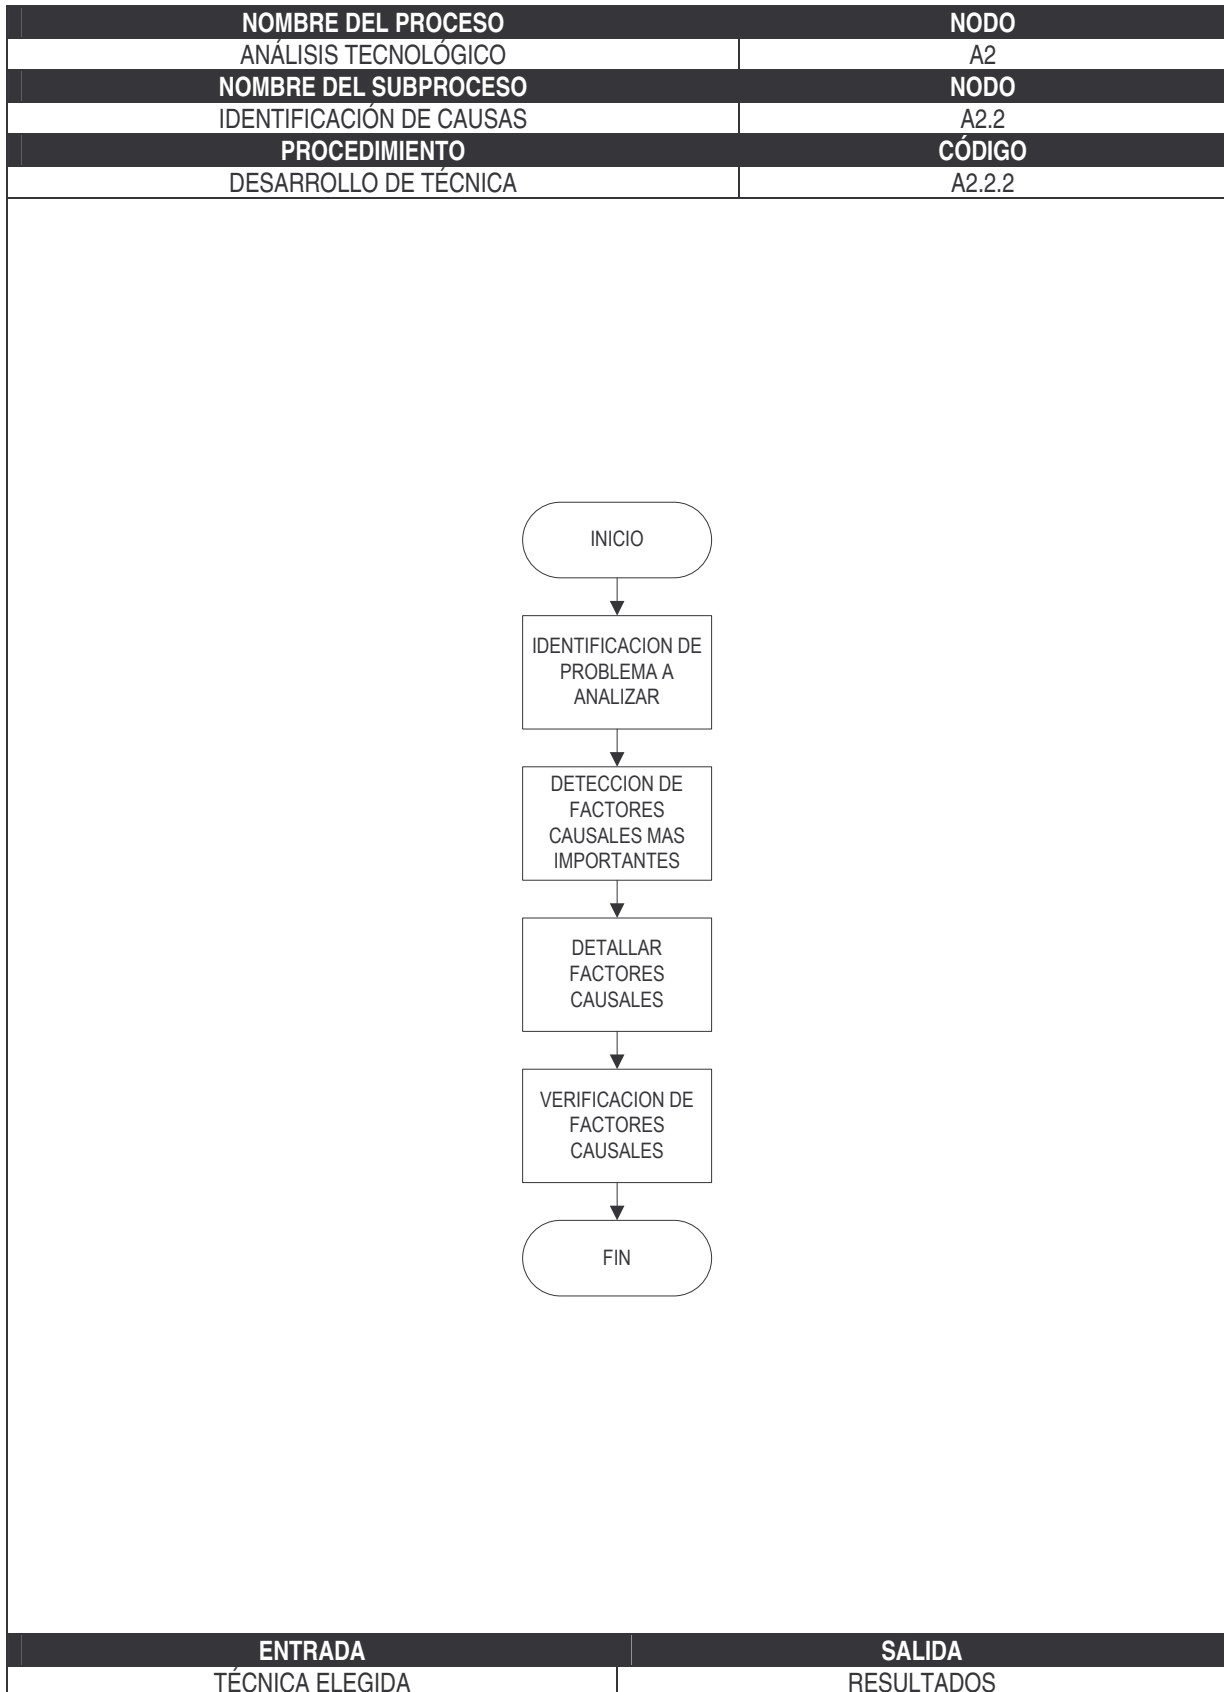 NOMBRE DEL PROCESO NODO
ANÁLISIS TECNOLÓGICO A2
NOMBRE DEL SUBPROCESO NODO
IDENTIFICACIÓN DE CAUSAS A2.2
PROCEDIMIENTO CÓDIGO
DESARROLLO DE TÉCNICA A2.2.2
INICIO
IDENTIFICACION DE
PROBLEMA A
ANALIZAR
DETECCION DE
FACTORES
CAUSALES MAS
IMPORTANTES
DETALLAR
FACTORES
CAUSALES
VERIFICACION DE
FACTORES
CAUSALES
FIN
ENTRADA SALIDA
TÉCNICA ELEGIDA RESULTADOS